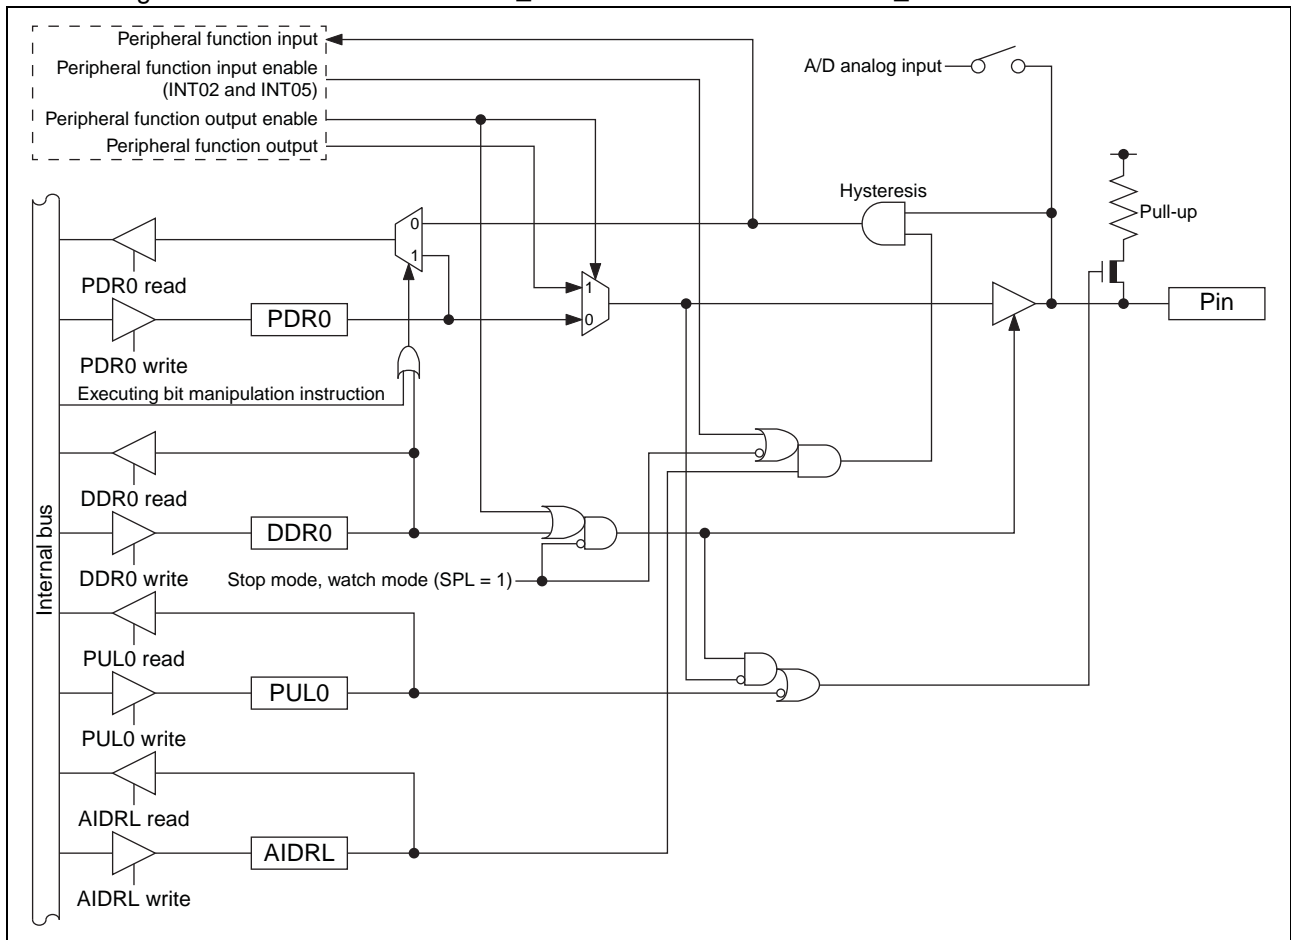 Peripheral function input
Peripheral function input enable
(INT02 and INT05)
Peripheral function output enable
Peripheral function output
A/D analog input
Hysteresis
Pull-up
0
1
PDR0 read
1
0
PDR0
Pin
PDR0 write
Executing bit manipulation instruction
DDR0 read
DDR0
DDR0 write
Stop mode, watch mode (SPL = 1)
Internal bus
PUL0 read
PUL0
PUL0 write
AIDRL read
AIDRL
AIDRL write